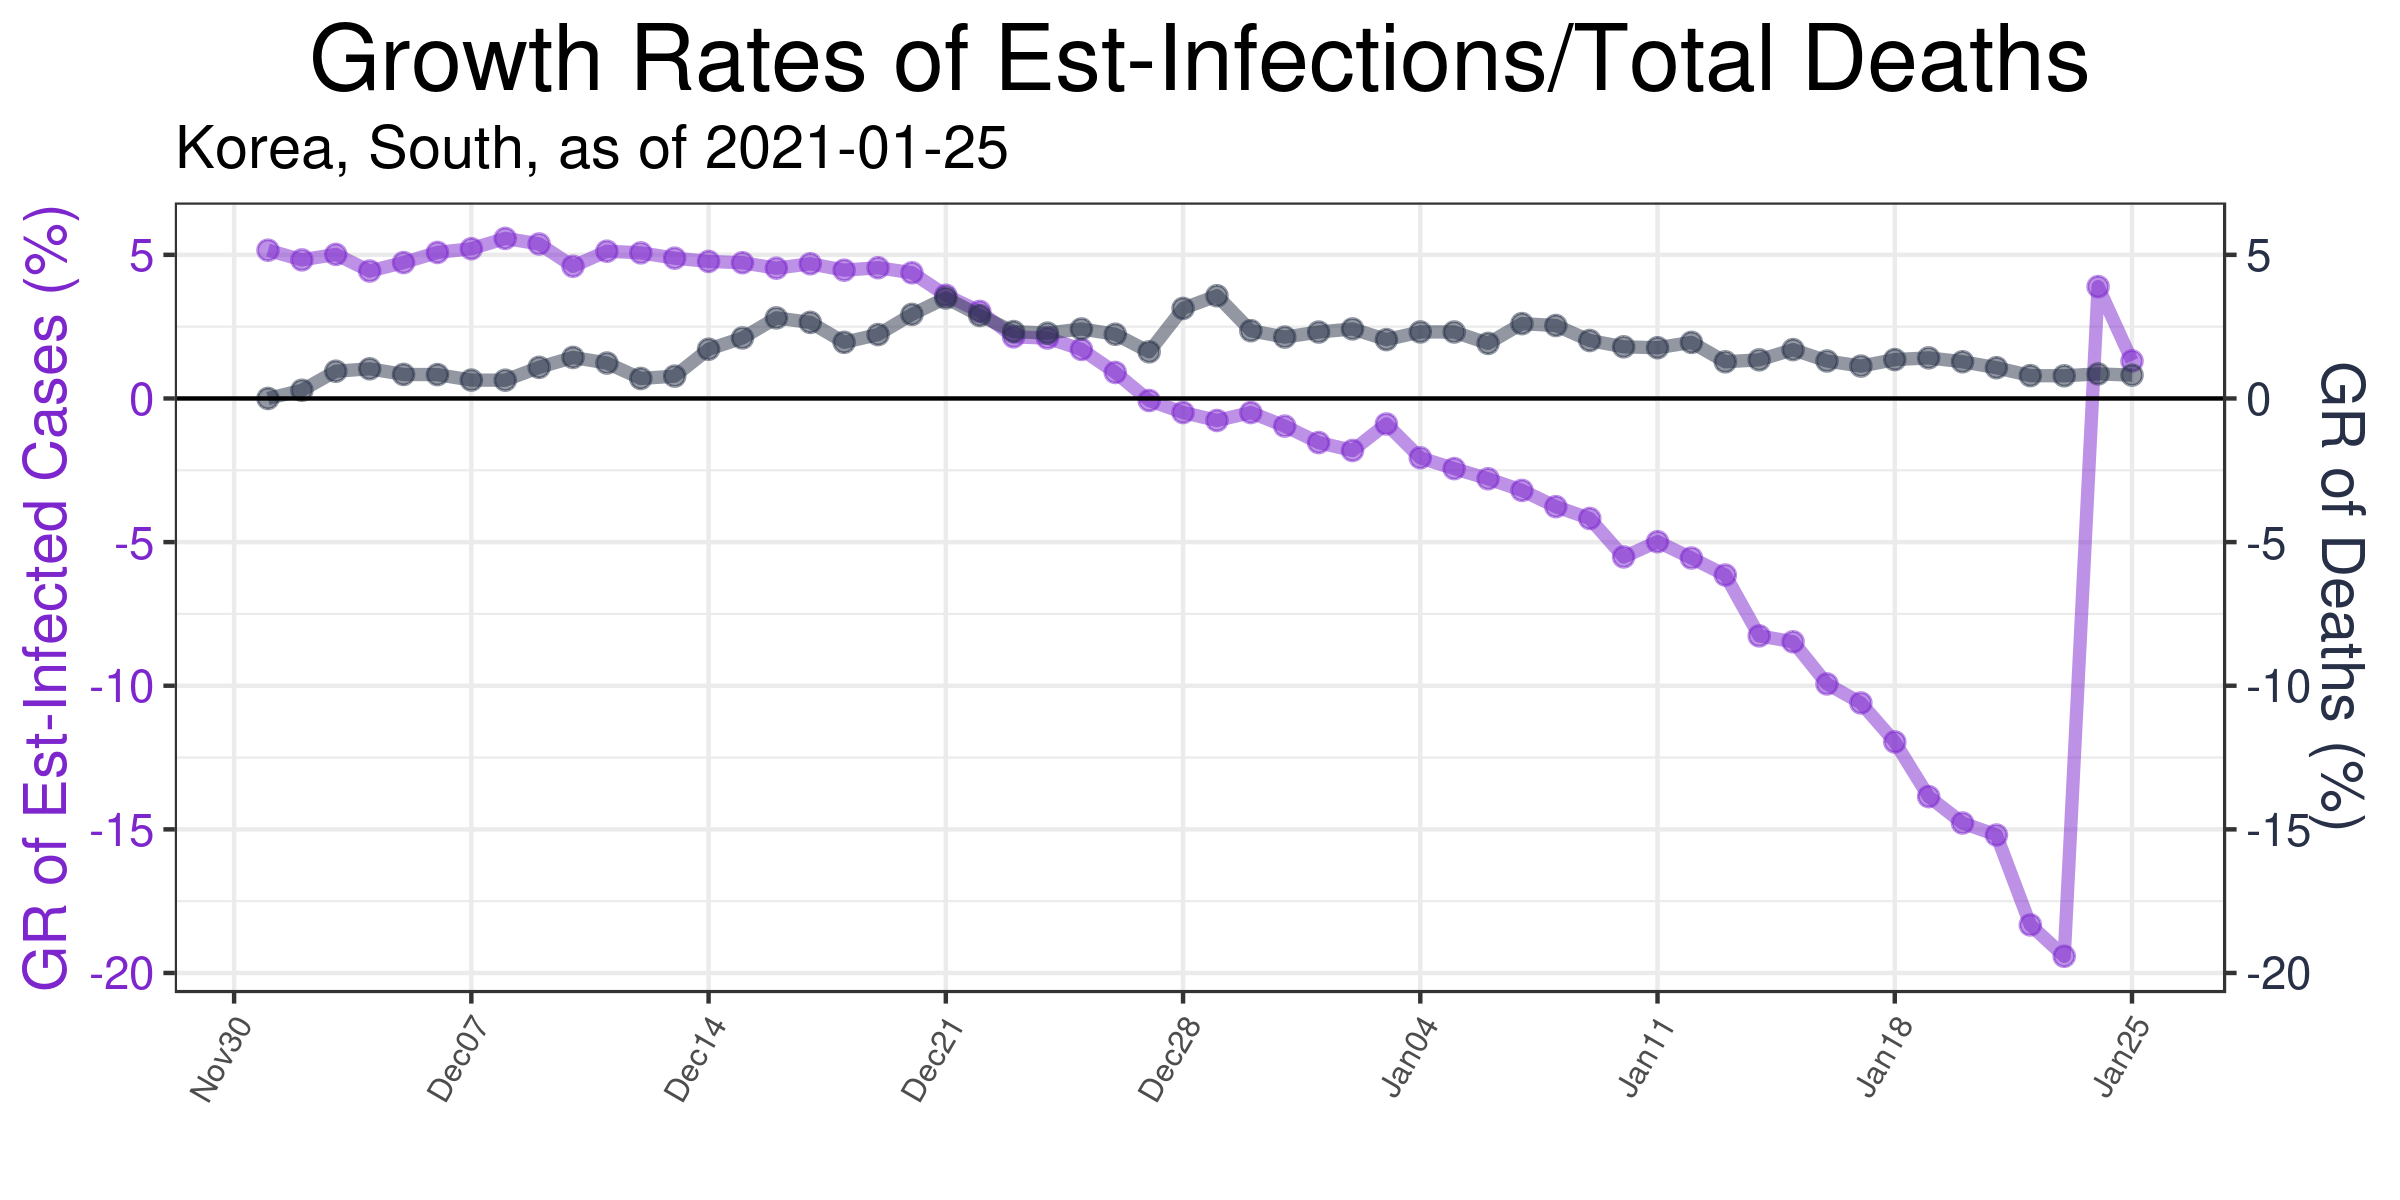 Growth Rates of Est-Infections/Total Deaths
Korea, South, as of 2021-01-25
GR of Est-Infected Cases (%)
5
0
-5
-10
-15
-20
5
0
-5
-10
-15
-20
GR of Deaths (%)
Nov30
Dec07
Dec14
Dec21
Dec28
Jan04
Jan11
Jan18
Jan25